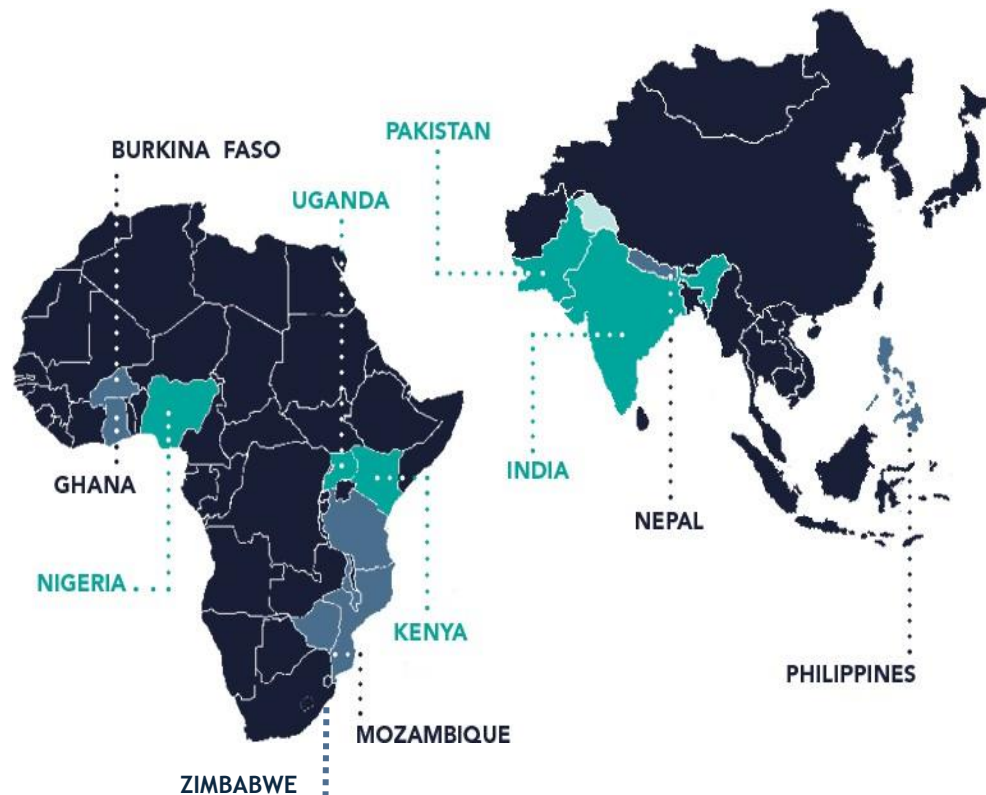 PAKISTAN
BURKINA FASO
UGANDA
GHANA
INDIA
NEPAL
NIGERIA
KENYA
PHILIPPINES
MOZAMBIQUE
ZIMBABWE